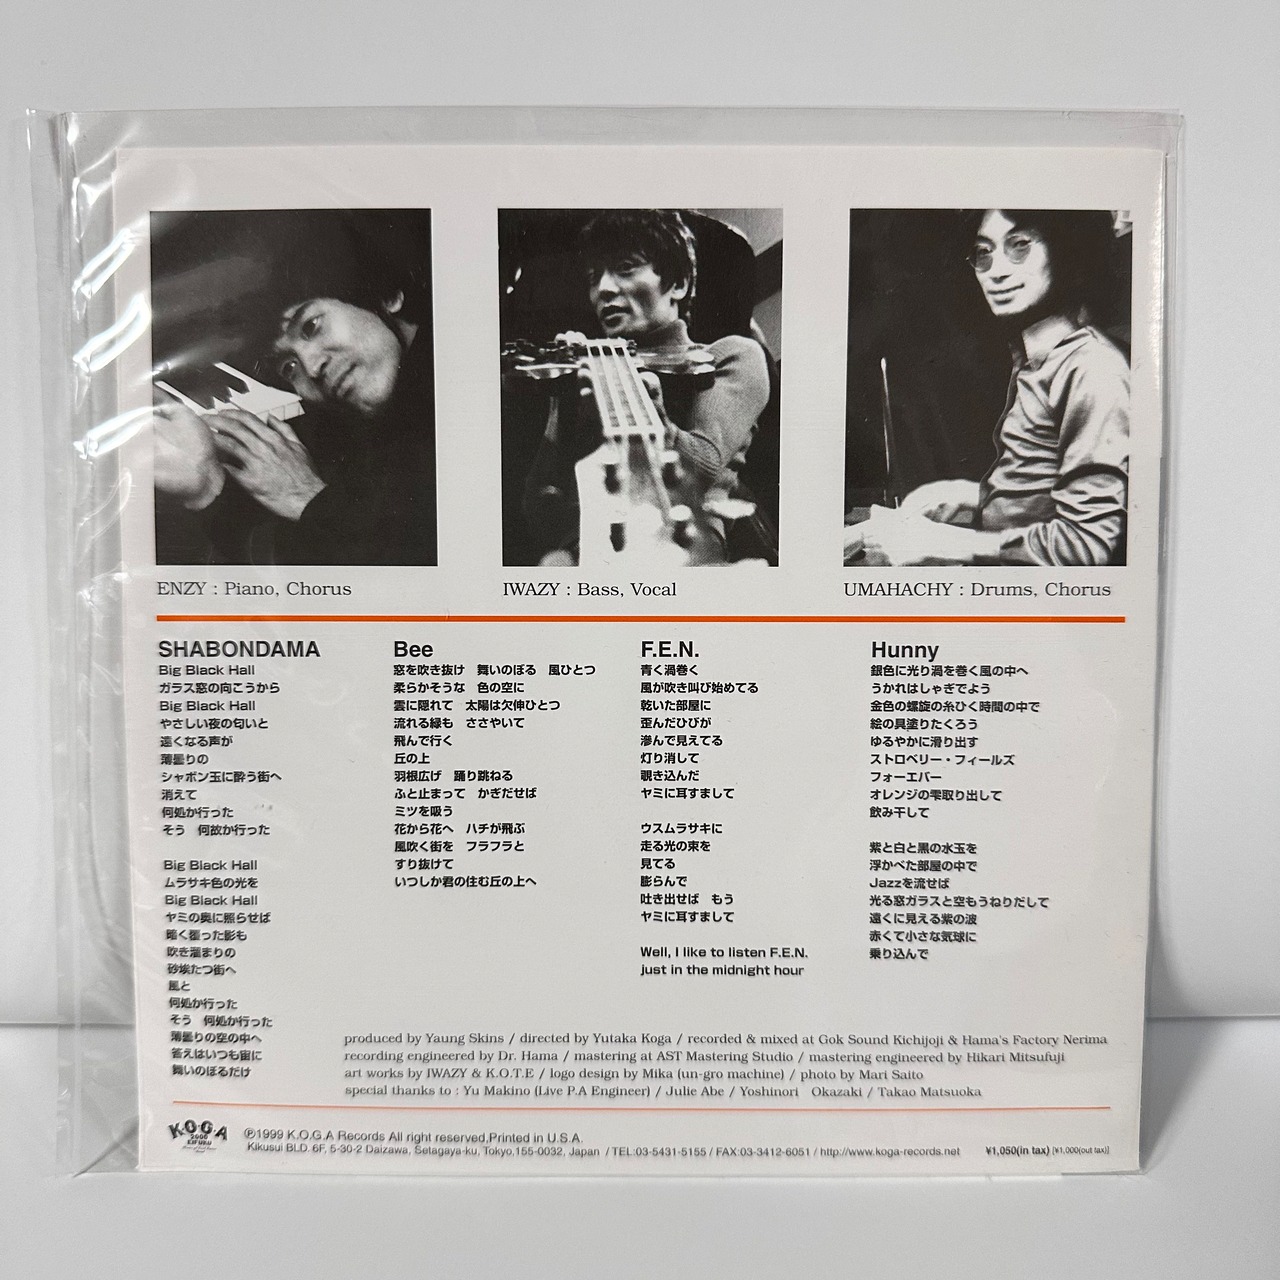 ENZY : Piano, Chorus
IWAZY : Bass, Vocal
UMAHACHY : Drums, Chorus
SHABONDAMA
Big Black Hall
ガラス窓の向こうから
Big Black Hall
やさしい夜の匂いと
遠くなる声が
薄曇りの
シャボン玉に酔う街へ
消えて
何処か行った
そう　何故か行った
Big Black Hall
ムラサキ色の光を
Big Black Hall
ヤミの奥に照らせば
暗く覆った影も
吹き溜まりの
砂埃たつ街へ
風と
何処か行った
そう　何処か行った
薄曇りの空の中へ
答えはいつも宙に
舞いのぼるだけ
Bee
窓を吹き抜け　舞いのぼる　風ひとつ
柔らかそうな　色の空に
雲に隠れて　太陽は欠伸ひとつ
流れる緑も　ささやいて
飛んで行く
丘の上
羽根広げ　踊り跳ねる
ふと止まって　かぎだせば
ミツを吸う
花から花へ　ハチが飛ぶ
風吹く街を　フラフラと
すり抜けて
いつしか君の住む丘の上へ
F.E.N.
青く渦巻く
風が吹き叫び始めてる
乾いた部屋に
歪んだひびが
滲んで見えてる
灯り消して
覗き込んだ
ヤミに耳すまして
ウスムラサキに
走る光の束を
見てる
膨らんで
吐き出せば　もう
ヤミに耳すまして
Well, I like to listen F.E.N.
just in the midnight hour
Hunny
銀色に光り渦を巻く風の中へ
うかれはしゃぎでよう
金色の螺旋の糸ひく時間の中で
絵の具塗りたくろう
ゆるやかに滑り出す
ストロベリー・フィールズ
フォーエバー
オレンジの雫取り出して
飲み干して
紫と白と黒の水玉を
浮かべた部屋の中で
Jazzを流せば
光る窓ガラスと空もうねりだして
遠くに見える紫の波
赤くて小さな気球に
乗り込んで
produced by Yaung Skins / directed by Yutaka Koga / recorded & mixed at Gok Sound Kichijoji & Hama's Factory Nerima
recording engineered by Dr. Hama / mastering at AST Mastering Studio / mastering engineered by Hikari Mitsufuji
art works by IWAZY & K.O.T.E / logo design by Mika (un-gro machine) / photo by Mari Saito
special thanks to : Yu Makino (Live P.A Engineer) / Julie Abe / Yoshinori　Okazaki / Takao Matsuoka
K・O・G・A
2000
℗1999 K.O.G.A Records All right reserved,Printed in U.S.A.
Kikusui BLD. 6F, 5-30-2 Daizawa, Setagaya-ku, Tokyo,155-0032, Japan / TEL:03-5431-5155 / FAX:03-3412-6051 / http://www.koga-records.net
¥1,050(in tax) [¥1,000(out tax)]